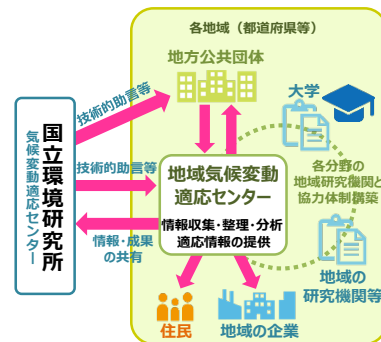 各地域（都道府県等）
地方公共団体
技術的助言等
大学
国立環境研究所
気候変動適応センター
技術的助言等
地域気候変動
適応センター
情報収集・整理・分析
適応情報の提供
各分野の
地域研究機関と
協力体制構築
情報・成果
の共有
地域の
研究機関等
住民
地域の企業